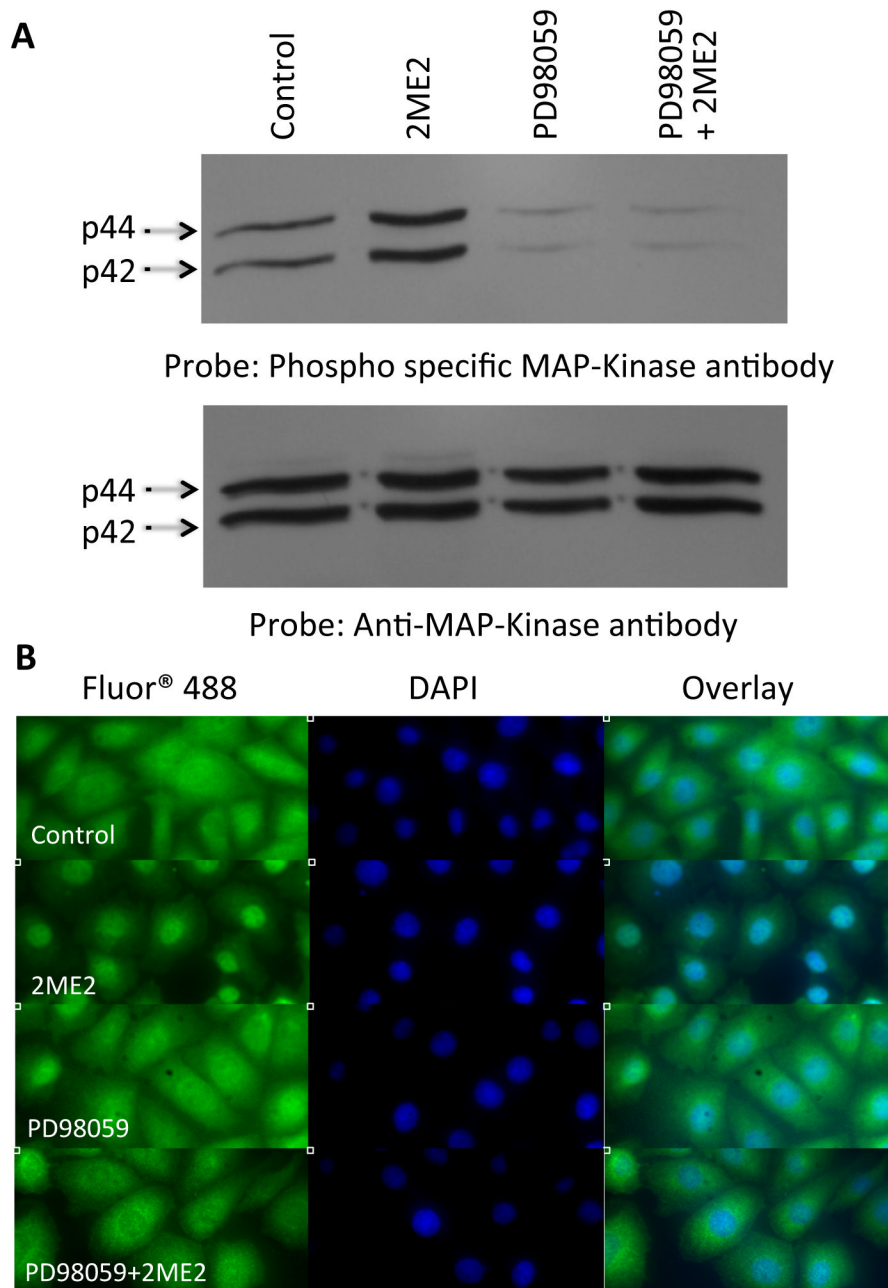 A
Control
2ME2
PD98059
PD98059
+ 2ME2
p44
p42
Probe: Phospho specific MAP-Kinase antibody
p44
p42
Probe: Anti-MAP-Kinase antibody
B
Fluor® 488
DAPI
Overlay
Control
2ME2
PD98059
PD98059+2ME2